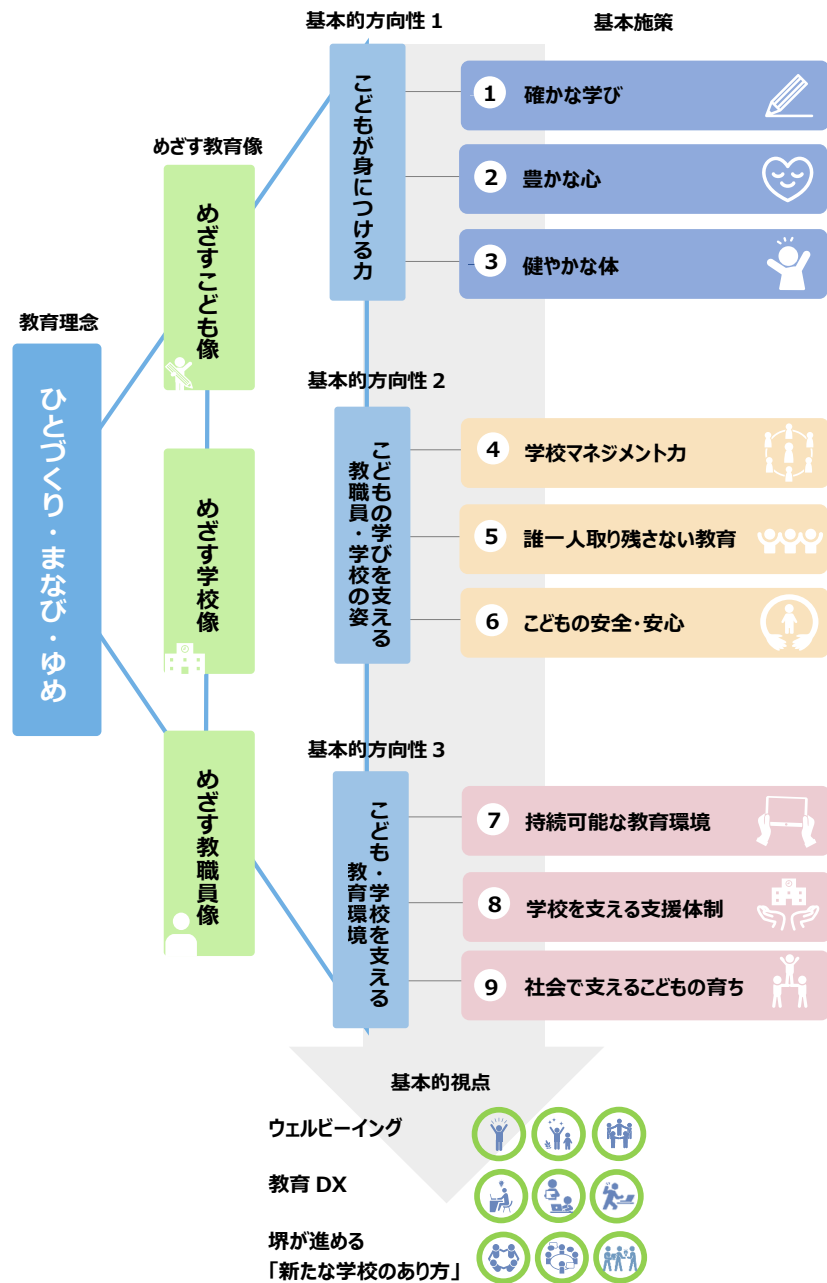 教育理念
ひとづくり・まなび・ゆめ
めざす教育像
めざすこども像
めざす学校像
めざす教職員像
基本的方向性 1
基本施策
こどもが身につける力
1 確かな学び
2 豊かな心
3 健やかな体
基本的方向性 2
こどもの学びを支える
教職員・学校の姿
4 学校マネジメント力
5 誰一人取り残さない教育
6 こどもの安全・安心
基本的方向性 3
こども・学校を支える
教育環境
7 持続可能な教育環境
8 学校を支える支援体制
9 社会で支えるこどもの育ち
基本的視点
ウェルビーイング
教育 DX
堺が進める
「新たな学校のあり方」